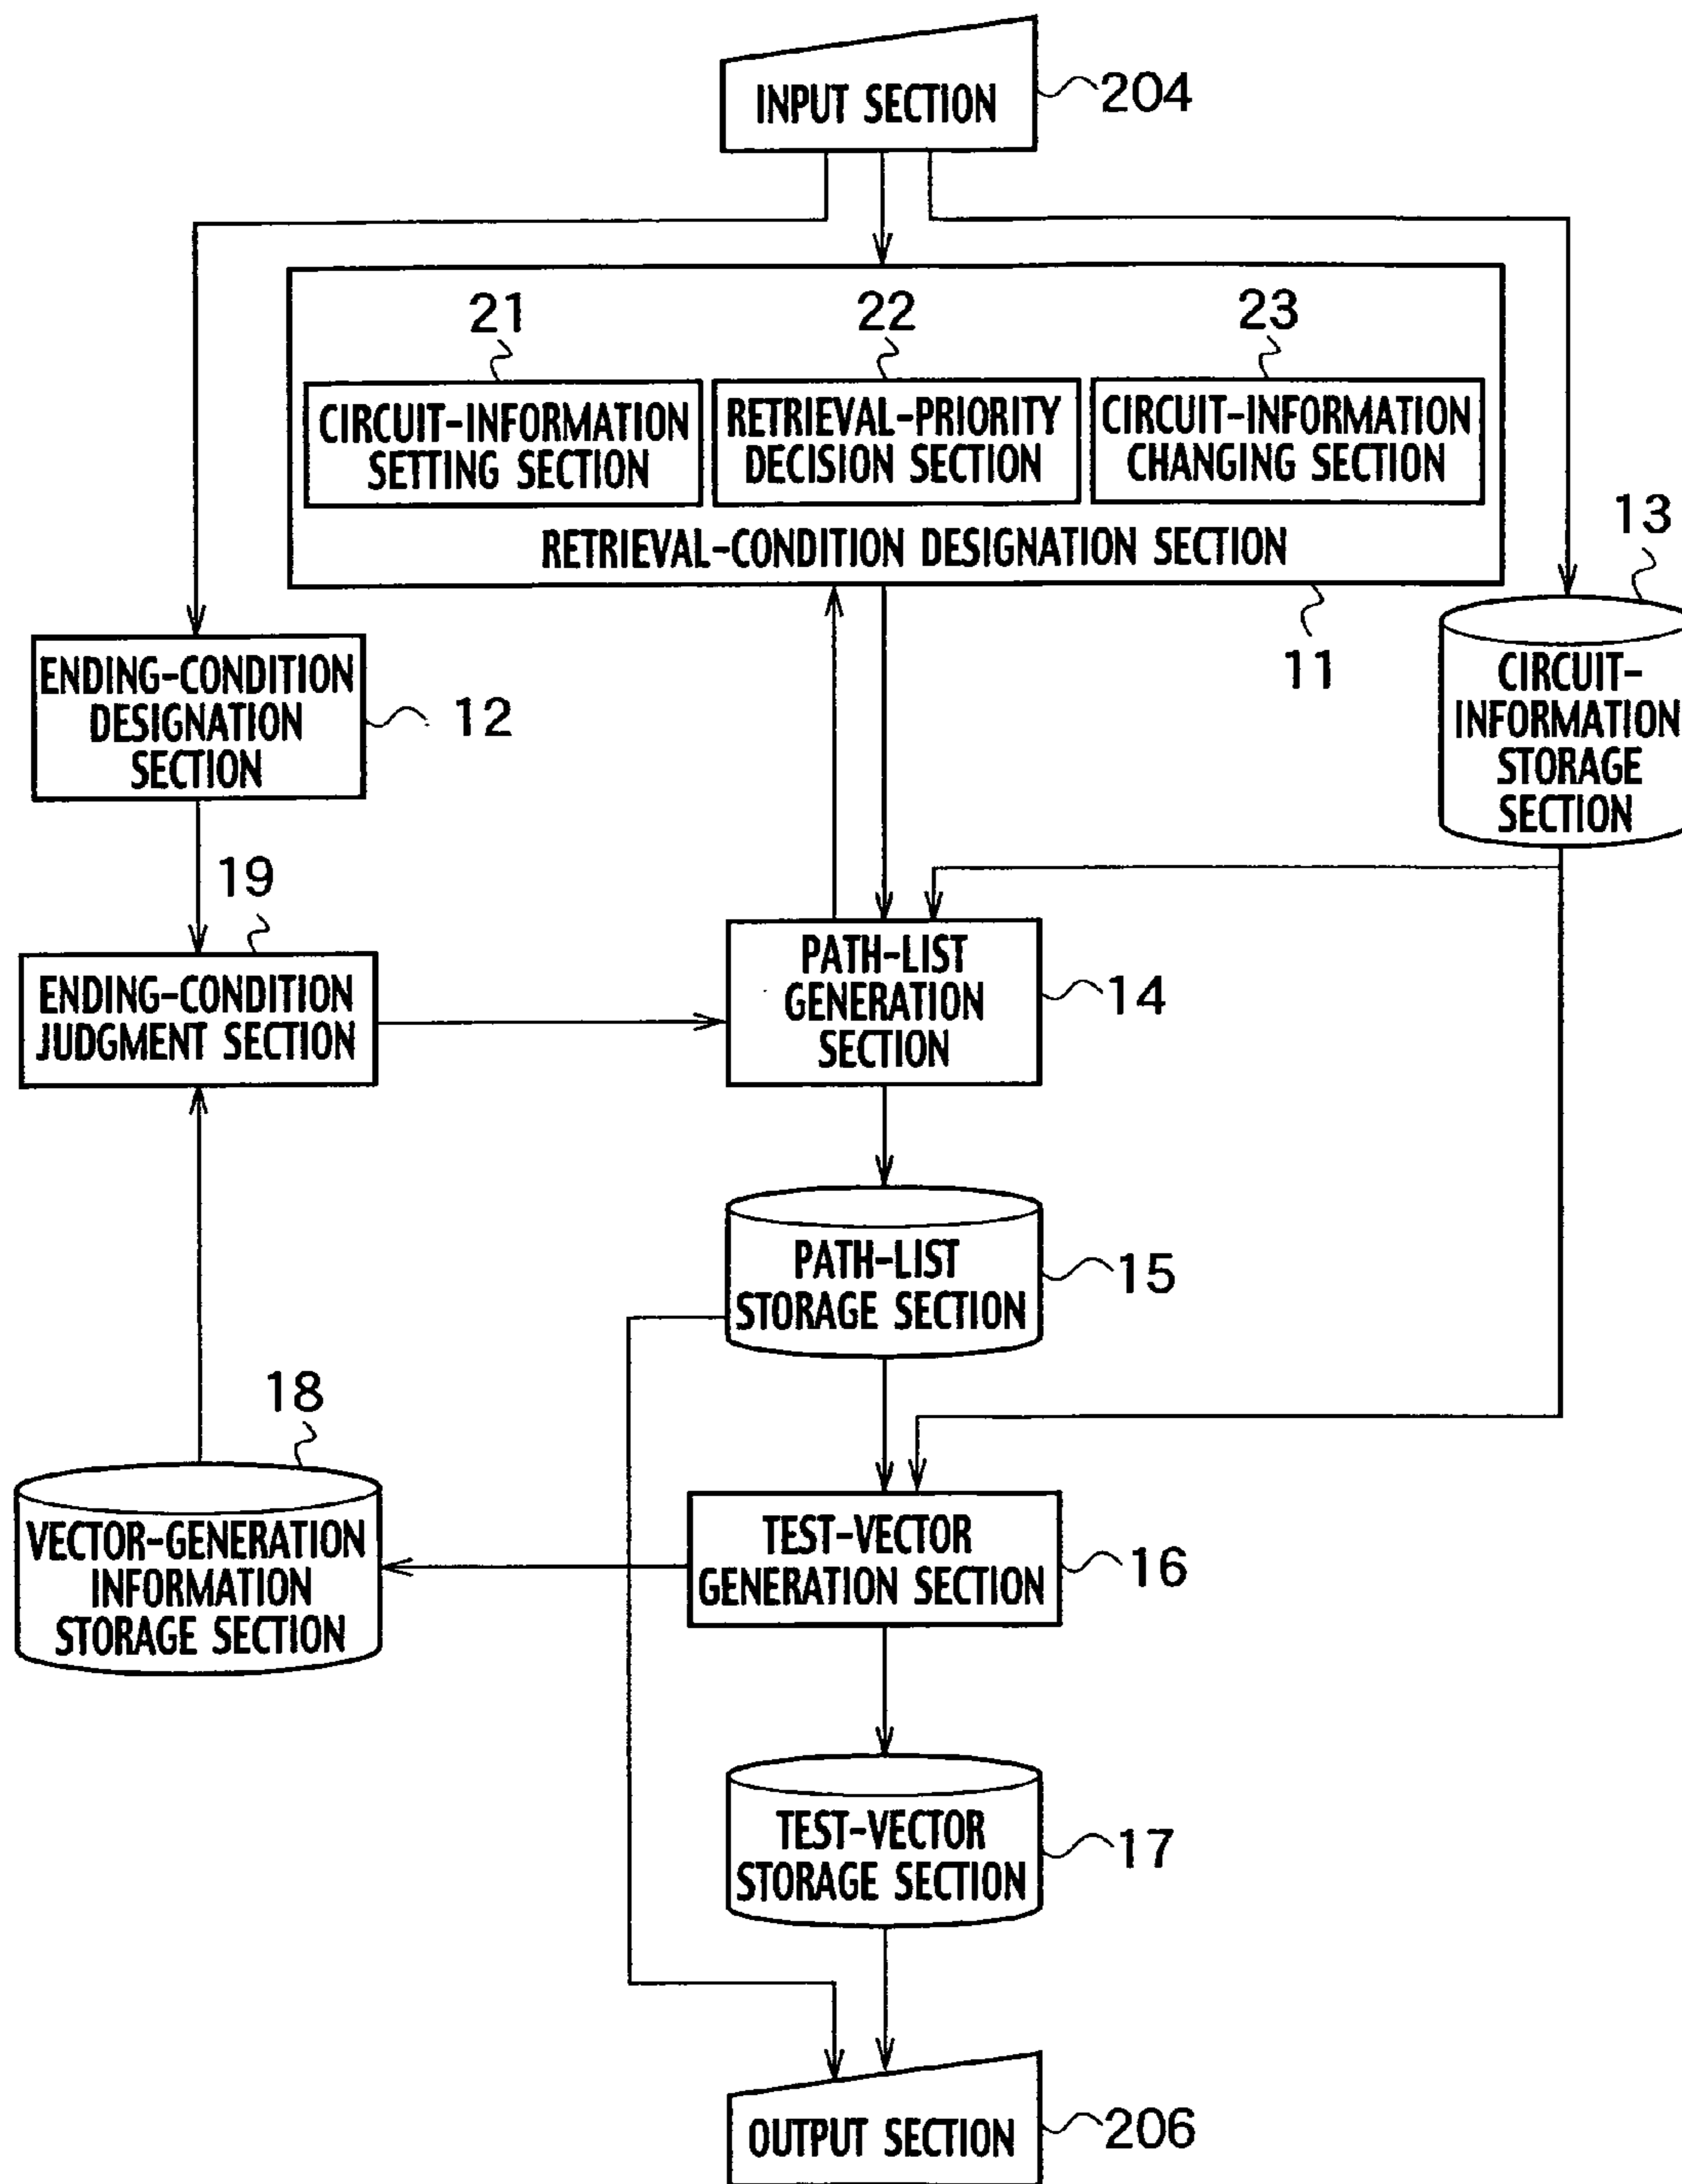 INPUT SECTION
204
21
22
23
CIRCUIT-INFORMATION
SETTING SECTION
RETRIEVAL-PRIORITY
DECISION SECTION
CIRCUIT-INFORMATION
CHANGING SECTION
RETRIEVAL-CONDITION DESIGNATION SECTION
11
13
CIRCUIT-
INFORMATION
STORAGE
SECTION
ENDING-CONDITION
DESIGNATION
SECTION
12
19
ENDING-CONDITION
JUDGMENT SECTION
PATH-LIST
GENERATION
SECTION
14
PATH-LIST
STORAGE SECTION
15
18
VECTOR-GENERATION
INFORMATION
STORAGE SECTION
TEST-VECTOR
GENERATION SECTION
16
TEST-VECTOR
STORAGE SECTION
17
OUTPUT SECTION
206